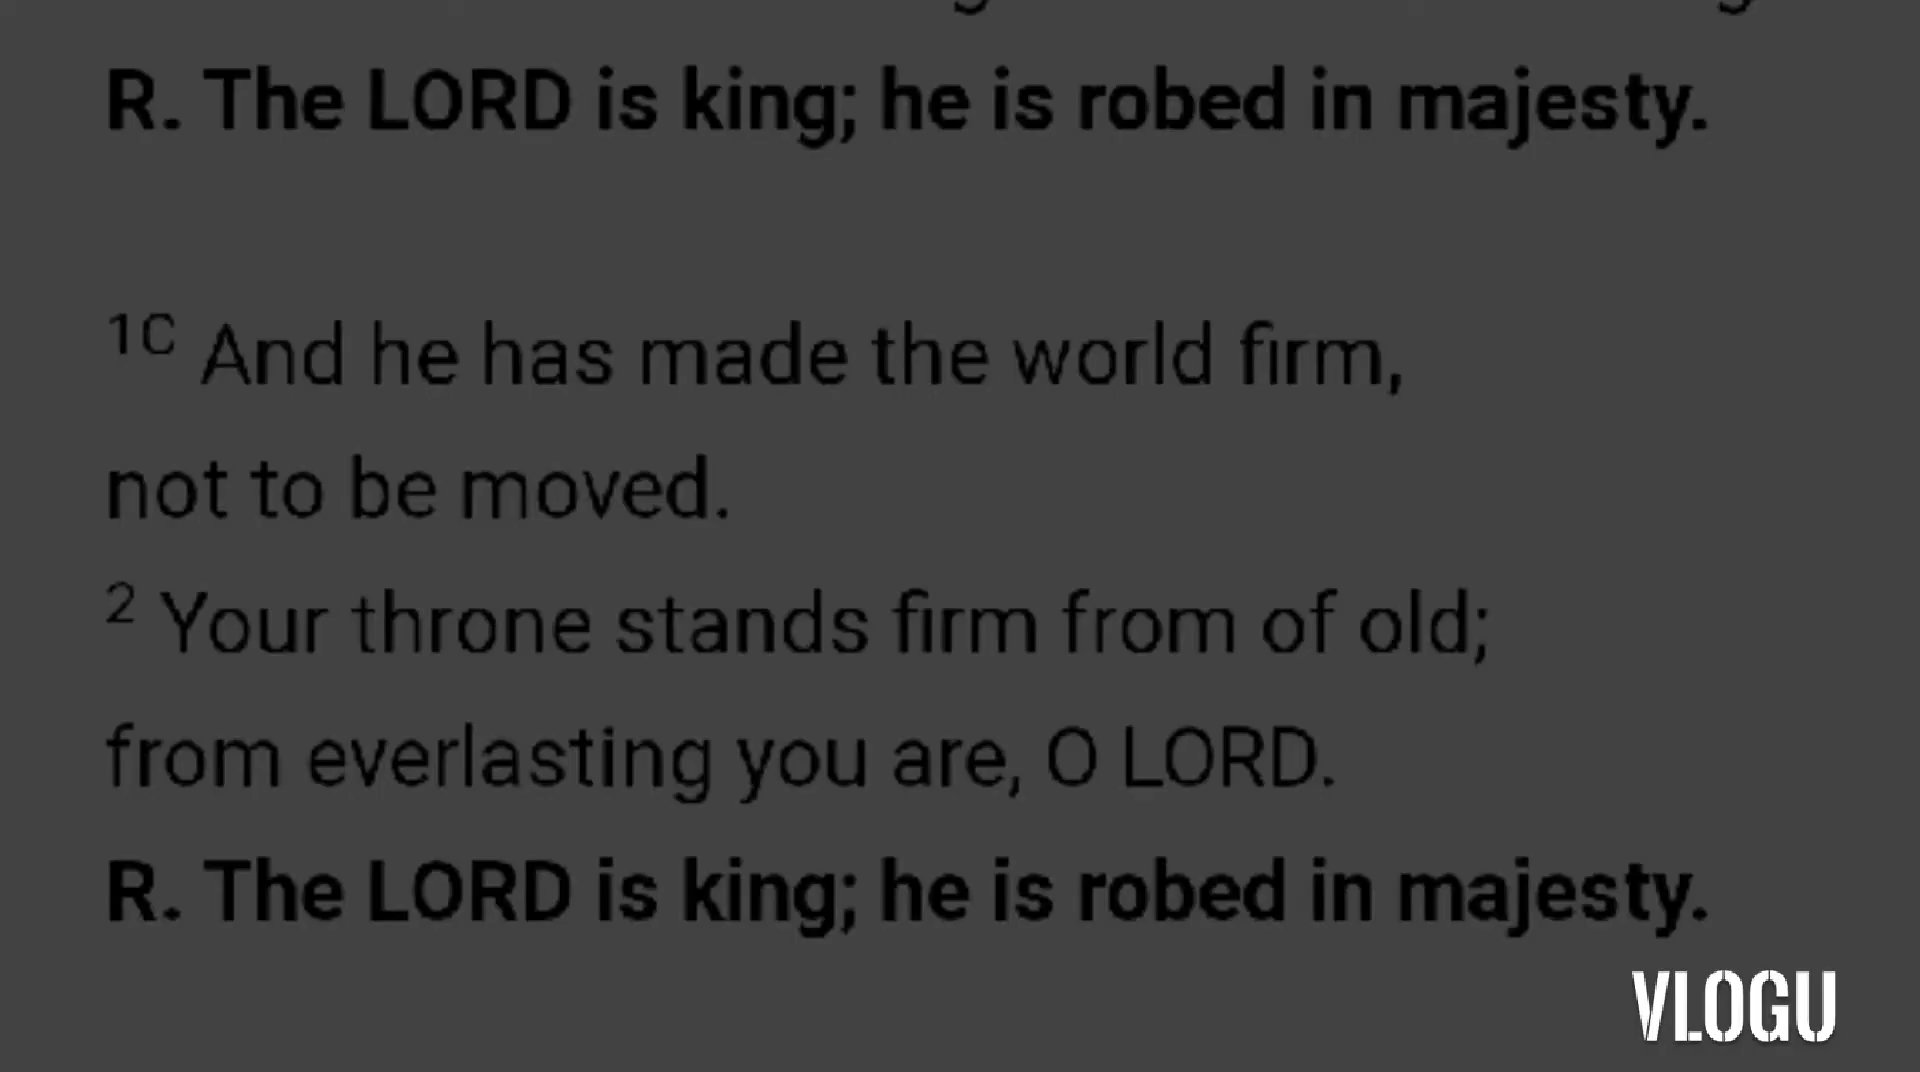 R. The LORD is king; he is robed in majesty.
1C And he has made the world firm,
not to be moved.
2 Your throne stands firm from of old;
from everlasting you are, O LORD.
R. The LORD is king; he is robed in majesty.
VLOGU